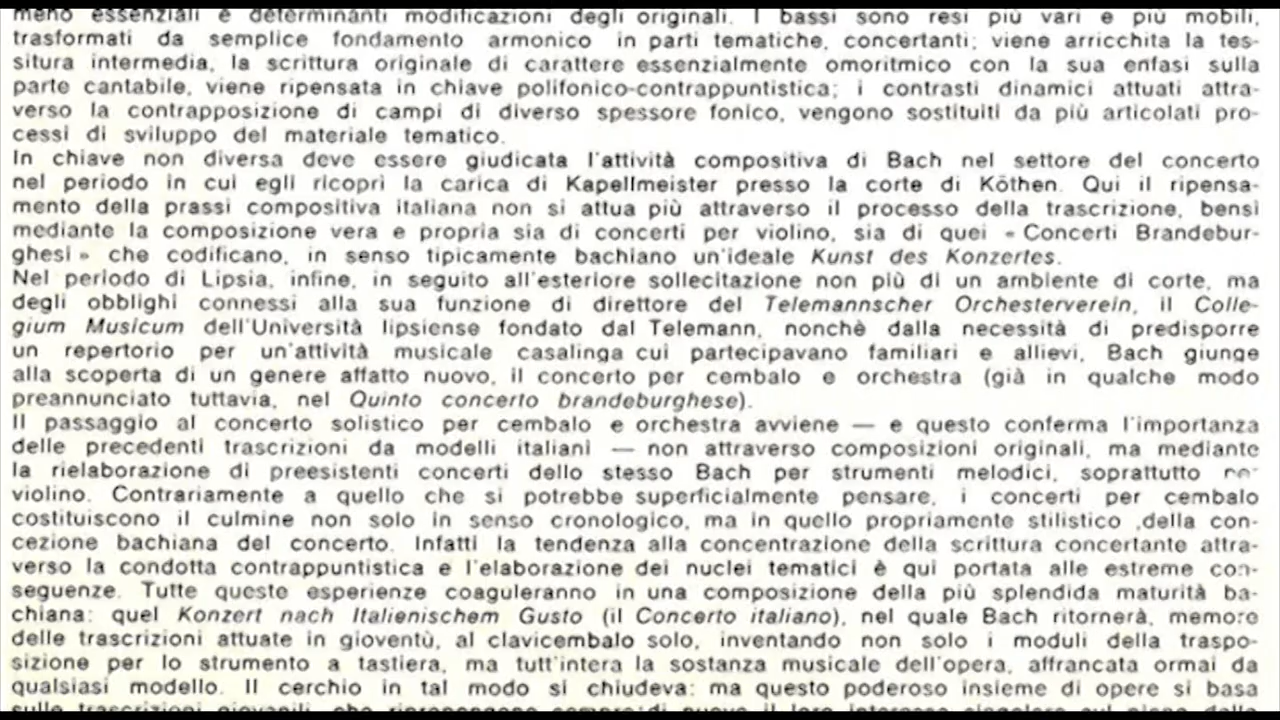 meno essenziali e determinanti modificazioni degli originali. I bassi sono resi più vari e più mobili,
trasformati da semplice fondamento armonico in parti tematiche, concertanti; viene arricchita la tes-
situra intermedia, la scrittura originale di carattere essenzialmente omoritmico con la sua enfasi sulla
parte cantabile, viene ripensata in chiave polifonico-contrappuntistica; i contrasti dinamici attuati attra-
verso la contrapposizione di campi di diverso spessore fonico, vengono sostituiti da più articolati pro-
cessi di sviluppo del materiale tematico.
In chiave non diversa deve essere giudicata l'attività compositiva di Bach nel settore del concerto
nel periodo in cui egli ricoprì la carica di Kapellmeister presso la corte di Köthen. Qui il ripensa-
mento della prassi compositiva italiana non si attua più attraverso il processo della trascrizione, bensì
mediante la composizione vera e propria sia di concerti per violino, sia di quei « Concerti Brandebur-
ghesi » che codificano, in senso tipicamente bachiano un'ideale Kunst des Konzertes.
Nel periodo di Lipsia, infine, in seguito all'esteriore sollecitazione non più di un ambiente di corte, ma
degli obblighi connessi alla sua funzione di direttore del Telemannscher Orchesterverein, il Colle-
gium Musicum dell'Università lipsiense fondato dal Telemann, nonchè dalla necessità di predisporre
un repertorio per un'attività musicale casalinga cui partecipavano familiari e allievi, Bach giunge
alla scoperta di un genere affatto nuovo, il concerto per cembalo e orchestra (già in qualche modo
preannunciato tuttavia, nel Quinto concerto brandeburghese).
Il passaggio al concerto solistico per cembalo e orchestra avviene — e questo conferma l'importanza
delle precedenti trascrizioni da modelli italiani — non attraverso composizioni originali, ma mediante
la rielaborazione di preesistenti concerti dello stesso Bach per strumenti melodici, soprattutto
violino. Contrariamente a quello che si potrebbe superficialmente pensare, i concerti per cembalo
costituiscono il culmine non solo in senso cronologico, ma in quello propriamente stilistico ,della con-
cezione bachiana del concerto. Infatti la tendenza alla concentrazione della scrittura concertante attra-
verso la condotta contrappuntistica e l'elaborazione dei nuclei tematici è qui portata alle estreme con-
seguenze. Tutte queste esperienze coaguleranno in una composizione della più splendida maturità ba-
chiana: quel Konzert nach Italienischem Gusto (il Concerto italiano), nel quale Bach ritornerà, memore
delle trascrizioni attuate in gioventù, al clavicembalo solo, inventando non solo i moduli della traspo-
sizione per lo strumento a tastiera, ma tutt'intera la sostanza musicale dell'opera, affrancata ormai da
qualsiasi modello. Il cerchio in tal modo si chiudeva: ma questo poderoso insieme di opere si basa
sulle trascrizioni giovanili, che